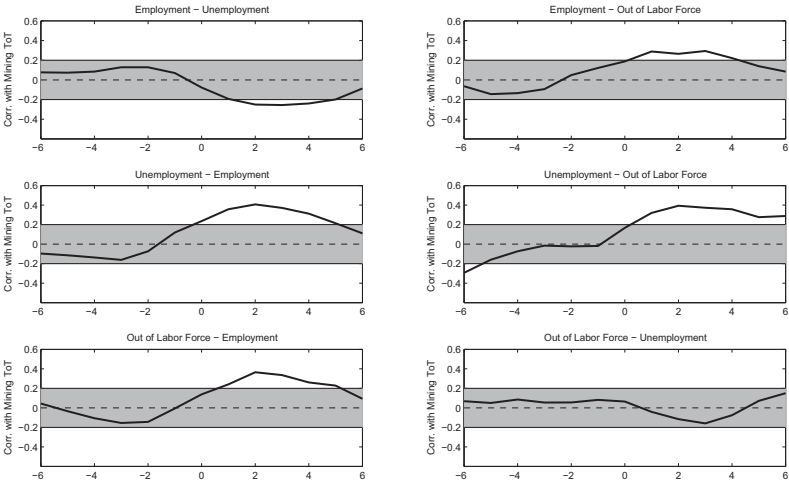 Employment − Unemployment
Corr. with Mining ToT
0.6
0.4
0.2
0
−0.2
−0.4
−6 −4 −2 0 2 4 6
Employment − Out of Labor Force
Corr. with Mining ToT
0.6
0.4
0.2
0
−0.2
−0.4
−6 −4 −2 0 2 4 6
Unemployment − Employment
Corr. with Mining ToT
0.6
0.4
0.2
0
−0.2
−0.4
−6 −4 −2 0 2 4 6
Unemployment − Out of Labor Force
Corr. with Mining ToT
0.6
0.4
0.2
0
−0.2
−0.4
−6 −4 −2 0 2 4 6
Out of Labor Force − Employment
Corr. with Mining ToT
0.6
0.4
0.2
0
−0.2
−0.4
−6 −4 −2 0 2 4 6
Out of Labor Force − Unemployment
Corr. with Mining ToT
0.6
0.4
0.2
0
−0.2
−0.4
−6 −4 −2 0 2 4 6